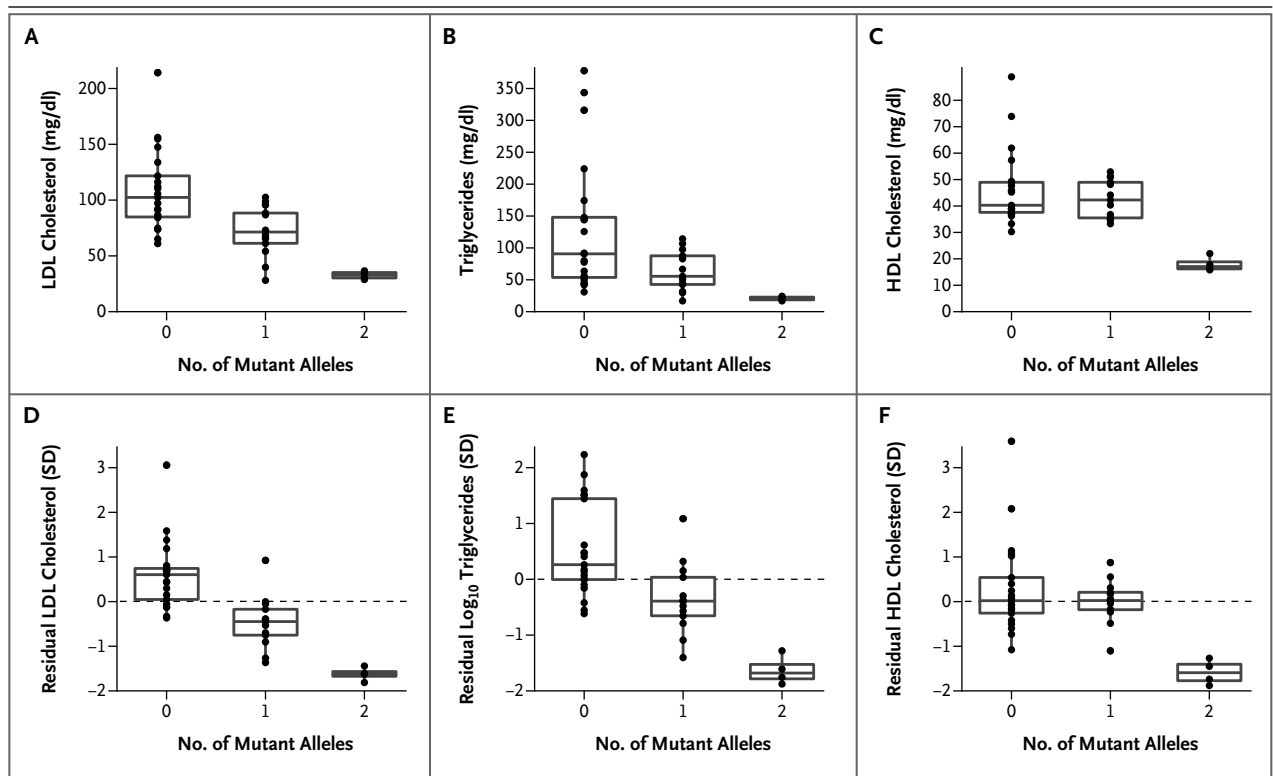 A
LDL Cholesterol (mg/dl)
200
150
100
50
0
0 1 2
No. of Mutant Alleles
B
Triglycerides (mg/dl)
350
300
250
200
150
100
50
0
0 1 2
No. of Mutant Alleles
C
HDL Cholesterol (mg/dl)
80
70
60
50
40
30
20
10
0
0 1 2
No. of Mutant Alleles
D
Residual LDL Cholesterol (SD)
3
2
1
0
−1
−2
0 1 2
No. of Mutant Alleles
E
Residual Log₁₀ Triglycerides (SD)
2
1
0
−1
−2
0 1 2
No. of Mutant Alleles
F
Residual HDL Cholesterol (SD)
3
2
1
0
−1
−2
0 1 2
No. of Mutant Alleles